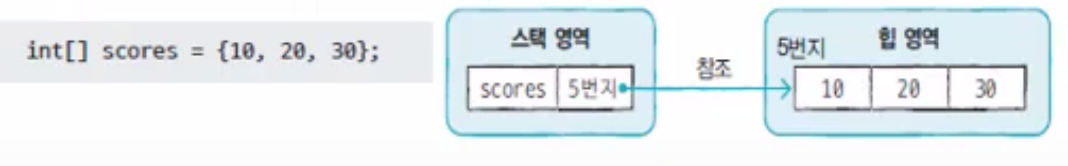 int[] scores = {10, 20, 30};
스택 영역
scores 5번지
참조
힙 영역
5번지
10 20 30